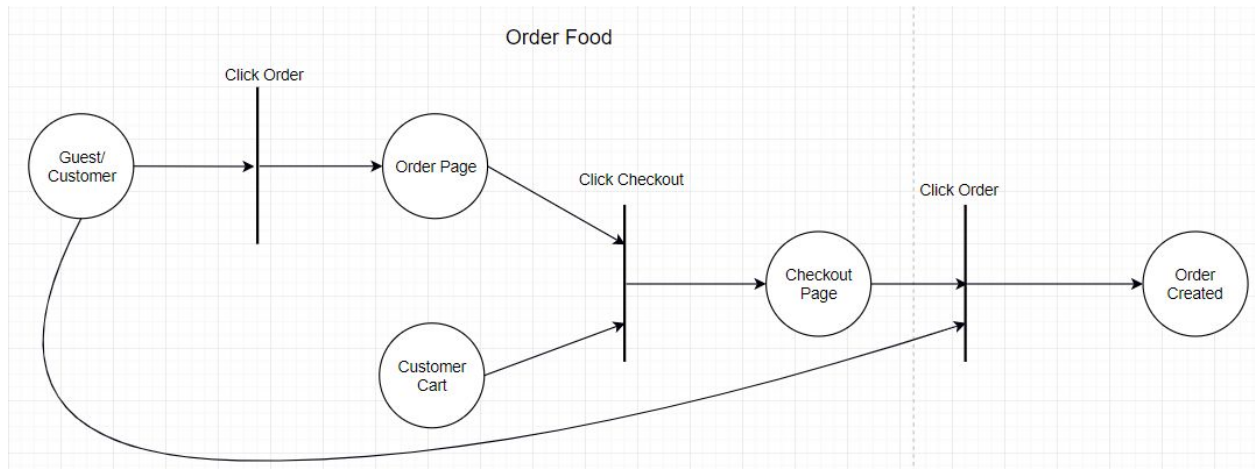 Order Food
Click Order
Guest/
Customer
Order Page
Click Checkout
Click Order
Customer
Cart
Checkout
Page
Order
Created